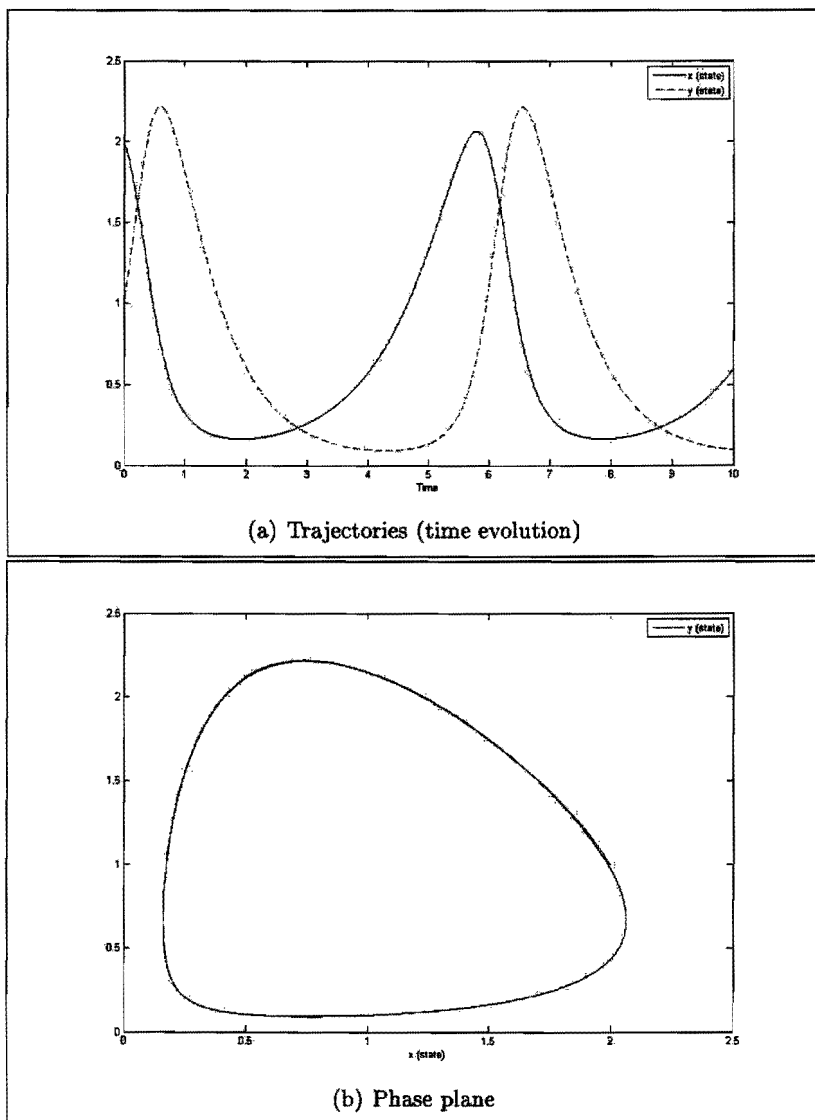 2.5
x (state)
y (state)
2
1.5
1
0.5
0
0 1 2 3 4 5 6 7 8 9 10
Time
(a) Trajectories (time evolution)
2.5
y (state)
2
1.5
1
0.5
0
0 0.5 1 1.5 2 2.5
x (state)
(b) Phase plane